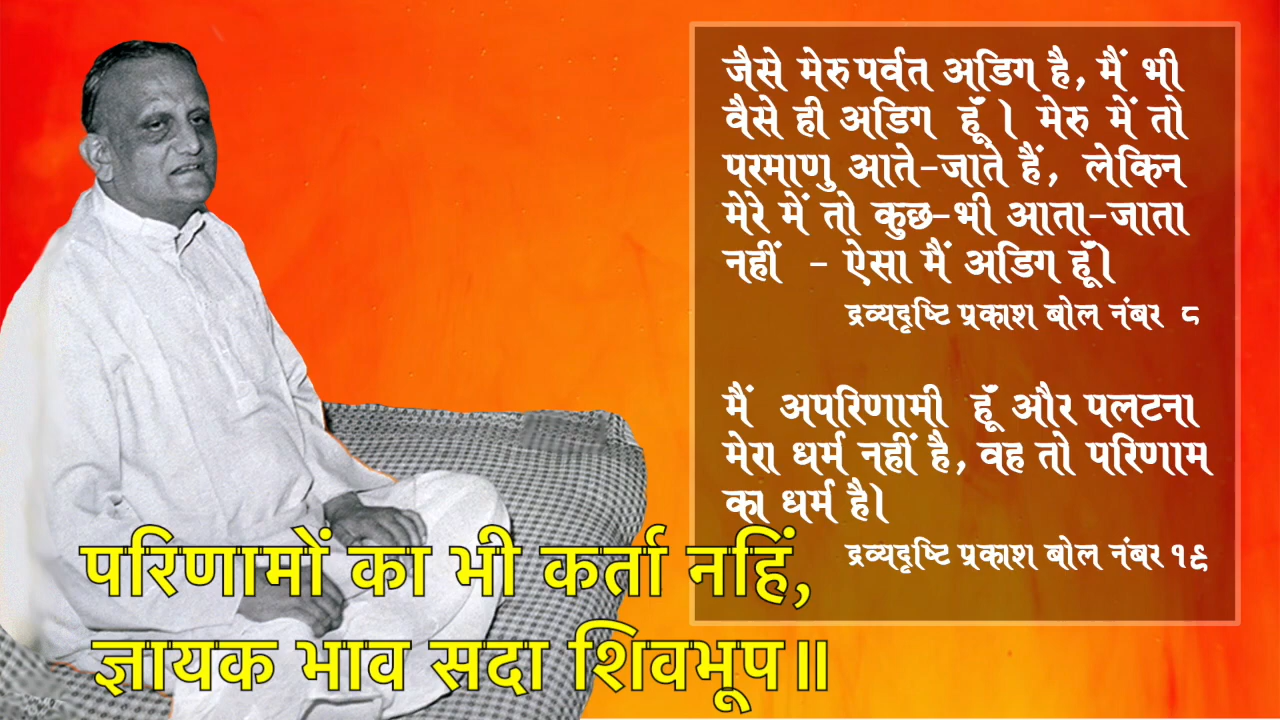 जैसे मेरु पर्वत अडिग है, मैं भी
वैसे ही अडिग हूँ । मेरु में तो
परमाणु आते-जाते हैं, लेकिन
मेरे में तो कुछ-भी आता-जाता
नहीं - ऐसा मैं अडिग हूँ।
द्रव्यदृष्टि प्रकाश बोल नंबर ८
मैं अपरिणामी हूँ और पलटना
मेरा धर्म नहीं है, वह तो परिणाम
का धर्म है।
द्रव्यदृष्टि प्रकाश बोल नंबर १९
परिणामों का भी कर्ता नहिं,
ज्ञायक भाव सदा शिवभूप॥